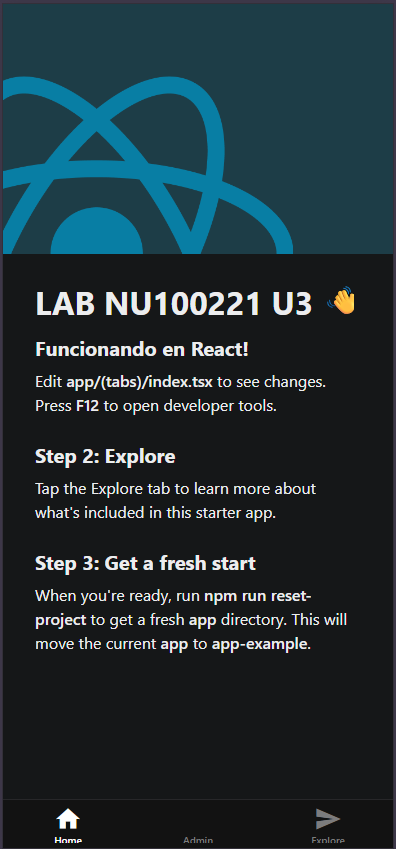 LAB NU100221 U3 👋
Funcionando en React!
Edit app/(tabs)/index.tsx to see changes.
Press F12 to open developer tools.
Step 2: Explore
Tap the Explore tab to learn more about
what's included in this starter app.
Step 3: Get a fresh start
When you're ready, run npm run reset-
project to get a fresh app directory. This will
move the current app to app-example.
Home
Admin
Explore